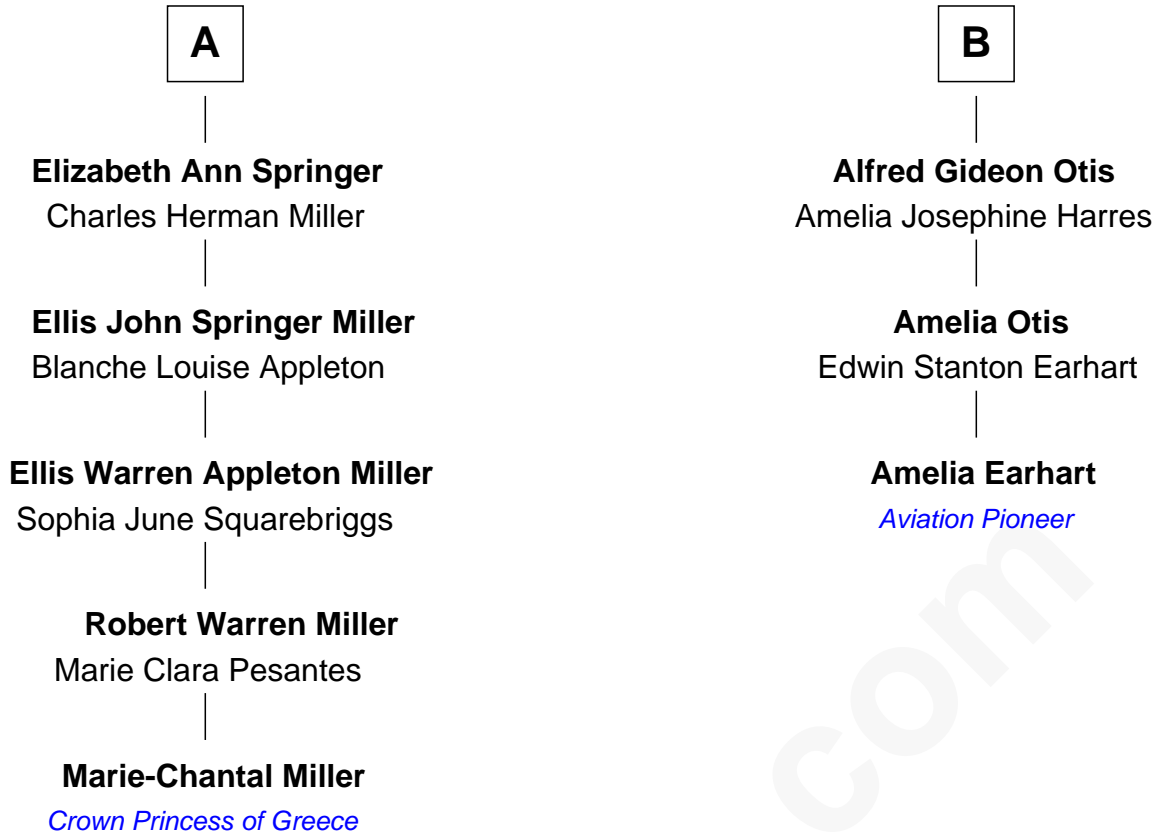 A
Elizabeth Ann Springer
Charles Herman Miller
Ellis John Springer Miller
Blanche Louise Appleton
Ellis Warren Appleton Miller
Sophia June Squarebriggs
Robert Warren Miller
Marie Clara Pesantes
Marie-Chantal Miller
Crown Princess of Greece
B
Alfred Gideon Otis
Amelia Josephine Harres
Amelia Otis
Edwin Stanton Earhart
Amelia Earhart
Aviation Pioneer
com